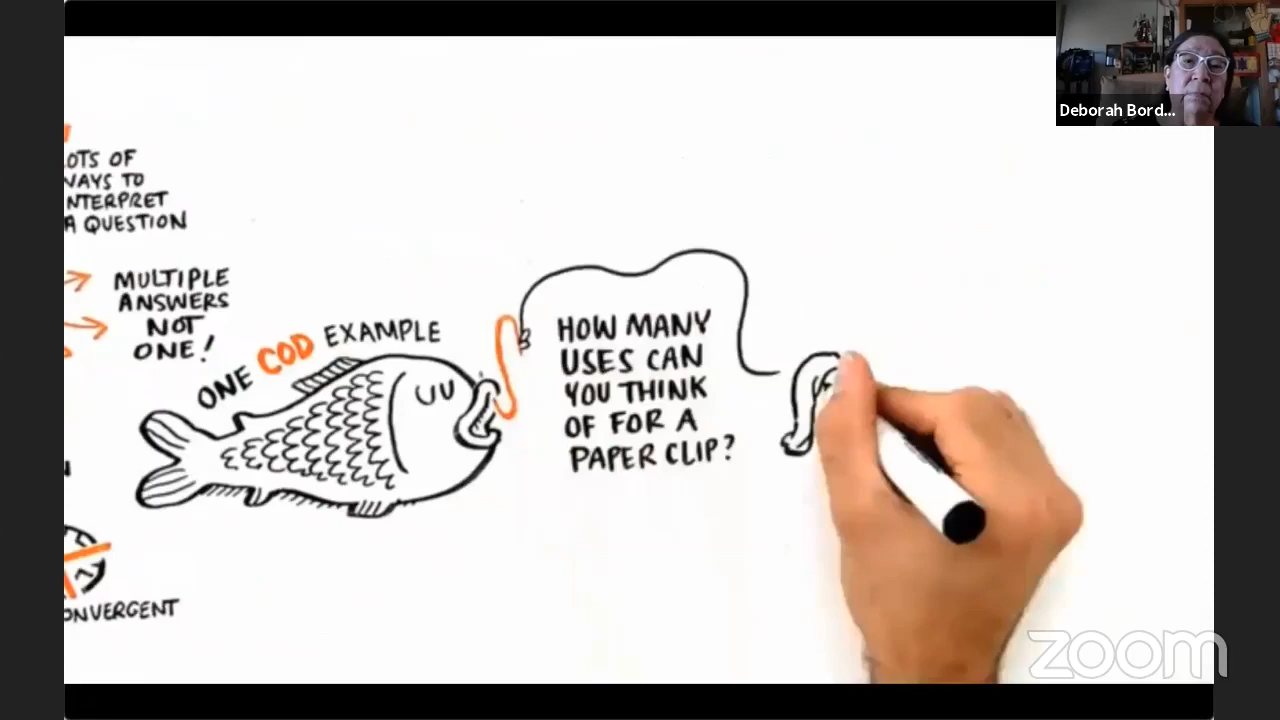 OTS OF
WAYS TO
NTERPRET
A QUESTION
MULTIPLE
ANSWERS
NOT
ONE!
ONE COD EXAMPLE
HOW MANY
USES CAN
YOU THINK
OF FOR A
PAPER CLIP?
ONVERGENT
Deborah Bord...
zoom